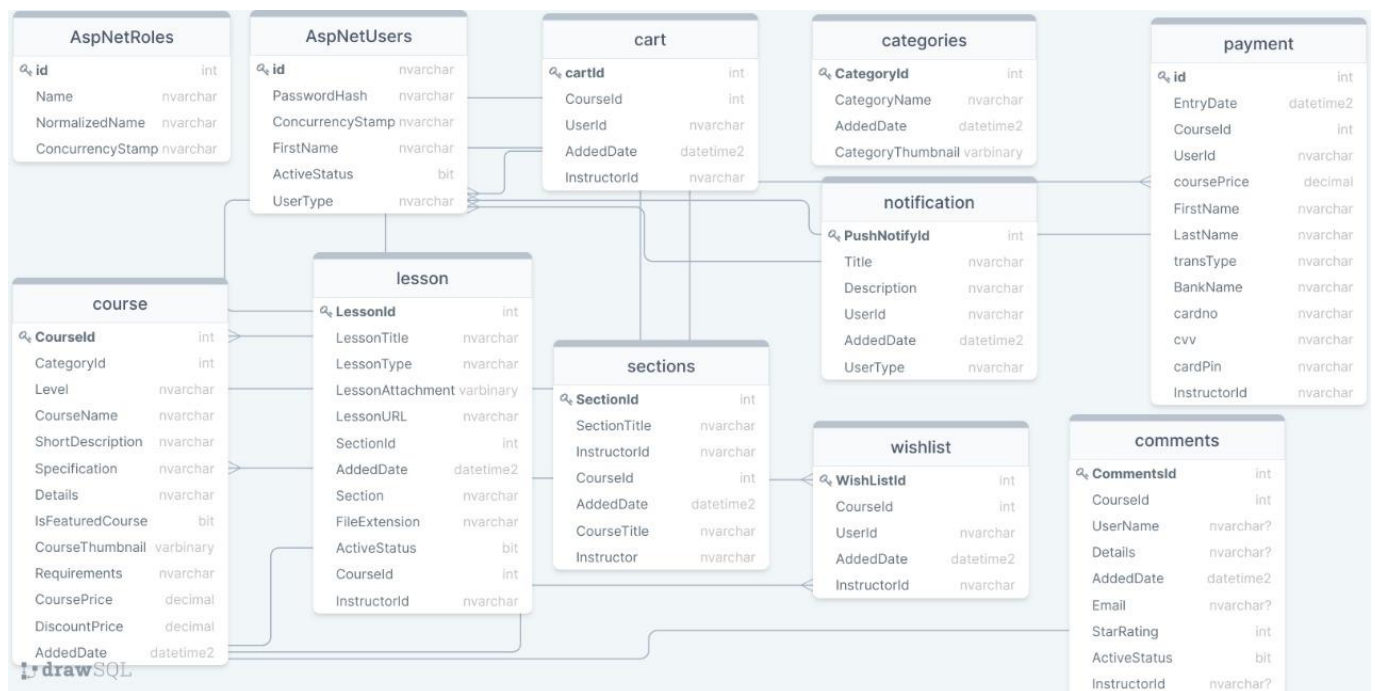 AspNetRoles
id int
Name nvarchar
NormalizedName nvarchar
ConcurrencyStamp nvarchar
AspNetUsers
id nvarchar
PasswordHash nvarchar
ConcurrencyStamp nvarchar
FirstName nvarchar
ActiveStatus bit
UserType nvarchar
cart
cartId int
CourseId int
UserId nvarchar
AddedDate datetime2
InstructorId nvarchar
categories
CategoryId int
CategoryName nvarchar
AddedDate datetime2
CategoryThumbnail varbinary
payment
id int
EntryDate datetime2
CourseId int
UserId nvarchar
coursePrice decimal
FirstName nvarchar
LastName nvarchar
transType nvarchar
BankName nvarchar
cardno nvarchar
cvv nvarchar
cardPin nvarchar
InstructorId nvarchar
notification
PushNotifyId int
Title nvarchar
Description nvarchar
UserId nvarchar
AddedDate datetime2
UserType nvarchar
course
CourseId int
CategoryId int
Level nvarchar
CourseName nvarchar
ShortDescription nvarchar
Specification nvarchar
Details nvarchar
IsFeaturedCourse bit
CourseThumbnail varbinary
Requirements nvarchar
CoursePrice decimal
DiscountPrice decimal
AddedDate datetime2
drawSQL
lesson
LessonId int
LessonTitle nvarchar
LessonType nvarchar
LessonAttachment varbinary
LessonURL nvarchar
SectionId int
AddedDate datetime2
Section nvarchar
FileExtension nvarchar
ActiveStatus bit
CourseId int
InstructorId nvarchar
sections
SectionId int
SectionTitle nvarchar
InstructorId nvarchar
CourseId int
AddedDate datetime2
CourseTitle nvarchar
Instructor nvarchar
wishlist
WishListId int
CourseId int
UserId nvarchar
AddedDate datetime2
InstructorId nvarchar
comments
CommentsId int
CourseId int
UserName nvarchar?
Details nvarchar?
AddedDate datetime2
Email nvarchar?
StarRating int
ActiveStatus bit
InstructorId nvarchar?